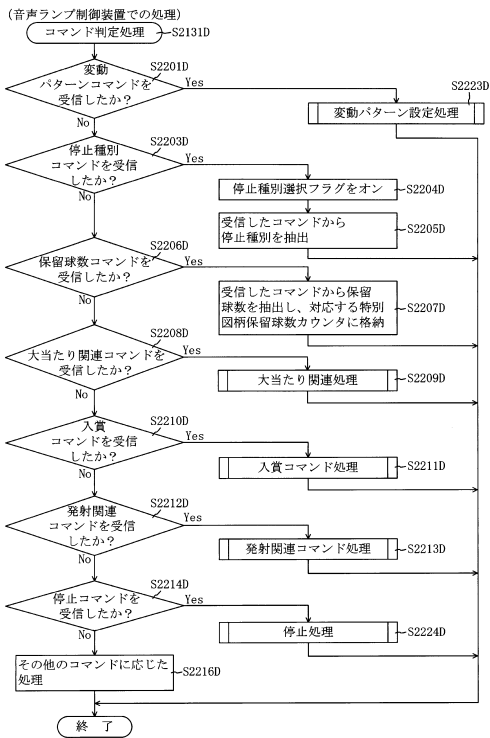 (音声ランプ制御装置での処理)
コマンド判定処理
S2131D
変動
パターンコマンドを
受信したか?
S2201D
Yes
No
S2223D
変動パターン設定処理
停止種別
コマンドを受信
したか?
S2203D
Yes
No
停止種別選択フラグをオン
S2204D
受信したコマンドから
停止種別を抽出
S2205D
保留球数コマンドを
受信したか?
S2206D
Yes
No
受信したコマンドから保留
球数を抽出し、対応する特別
図柄保留球数カウンタに格納
S2207D
大当たり関連コマンドを
受信したか?
S2208D
Yes
No
大当たり関連処理
S2209D
入賞
コマンドを受信
したか?
S2210D
Yes
No
入賞コマンド処理
S2211D
発射関連
コマンドを受信
したか?
S2212D
Yes
No
発射関連コマンド処理
S2213D
停止コマンドを
受信したか?
S2214D
Yes
No
停止処理
S2224D
その他のコマンドに応じた
処理
S2216D
終 了